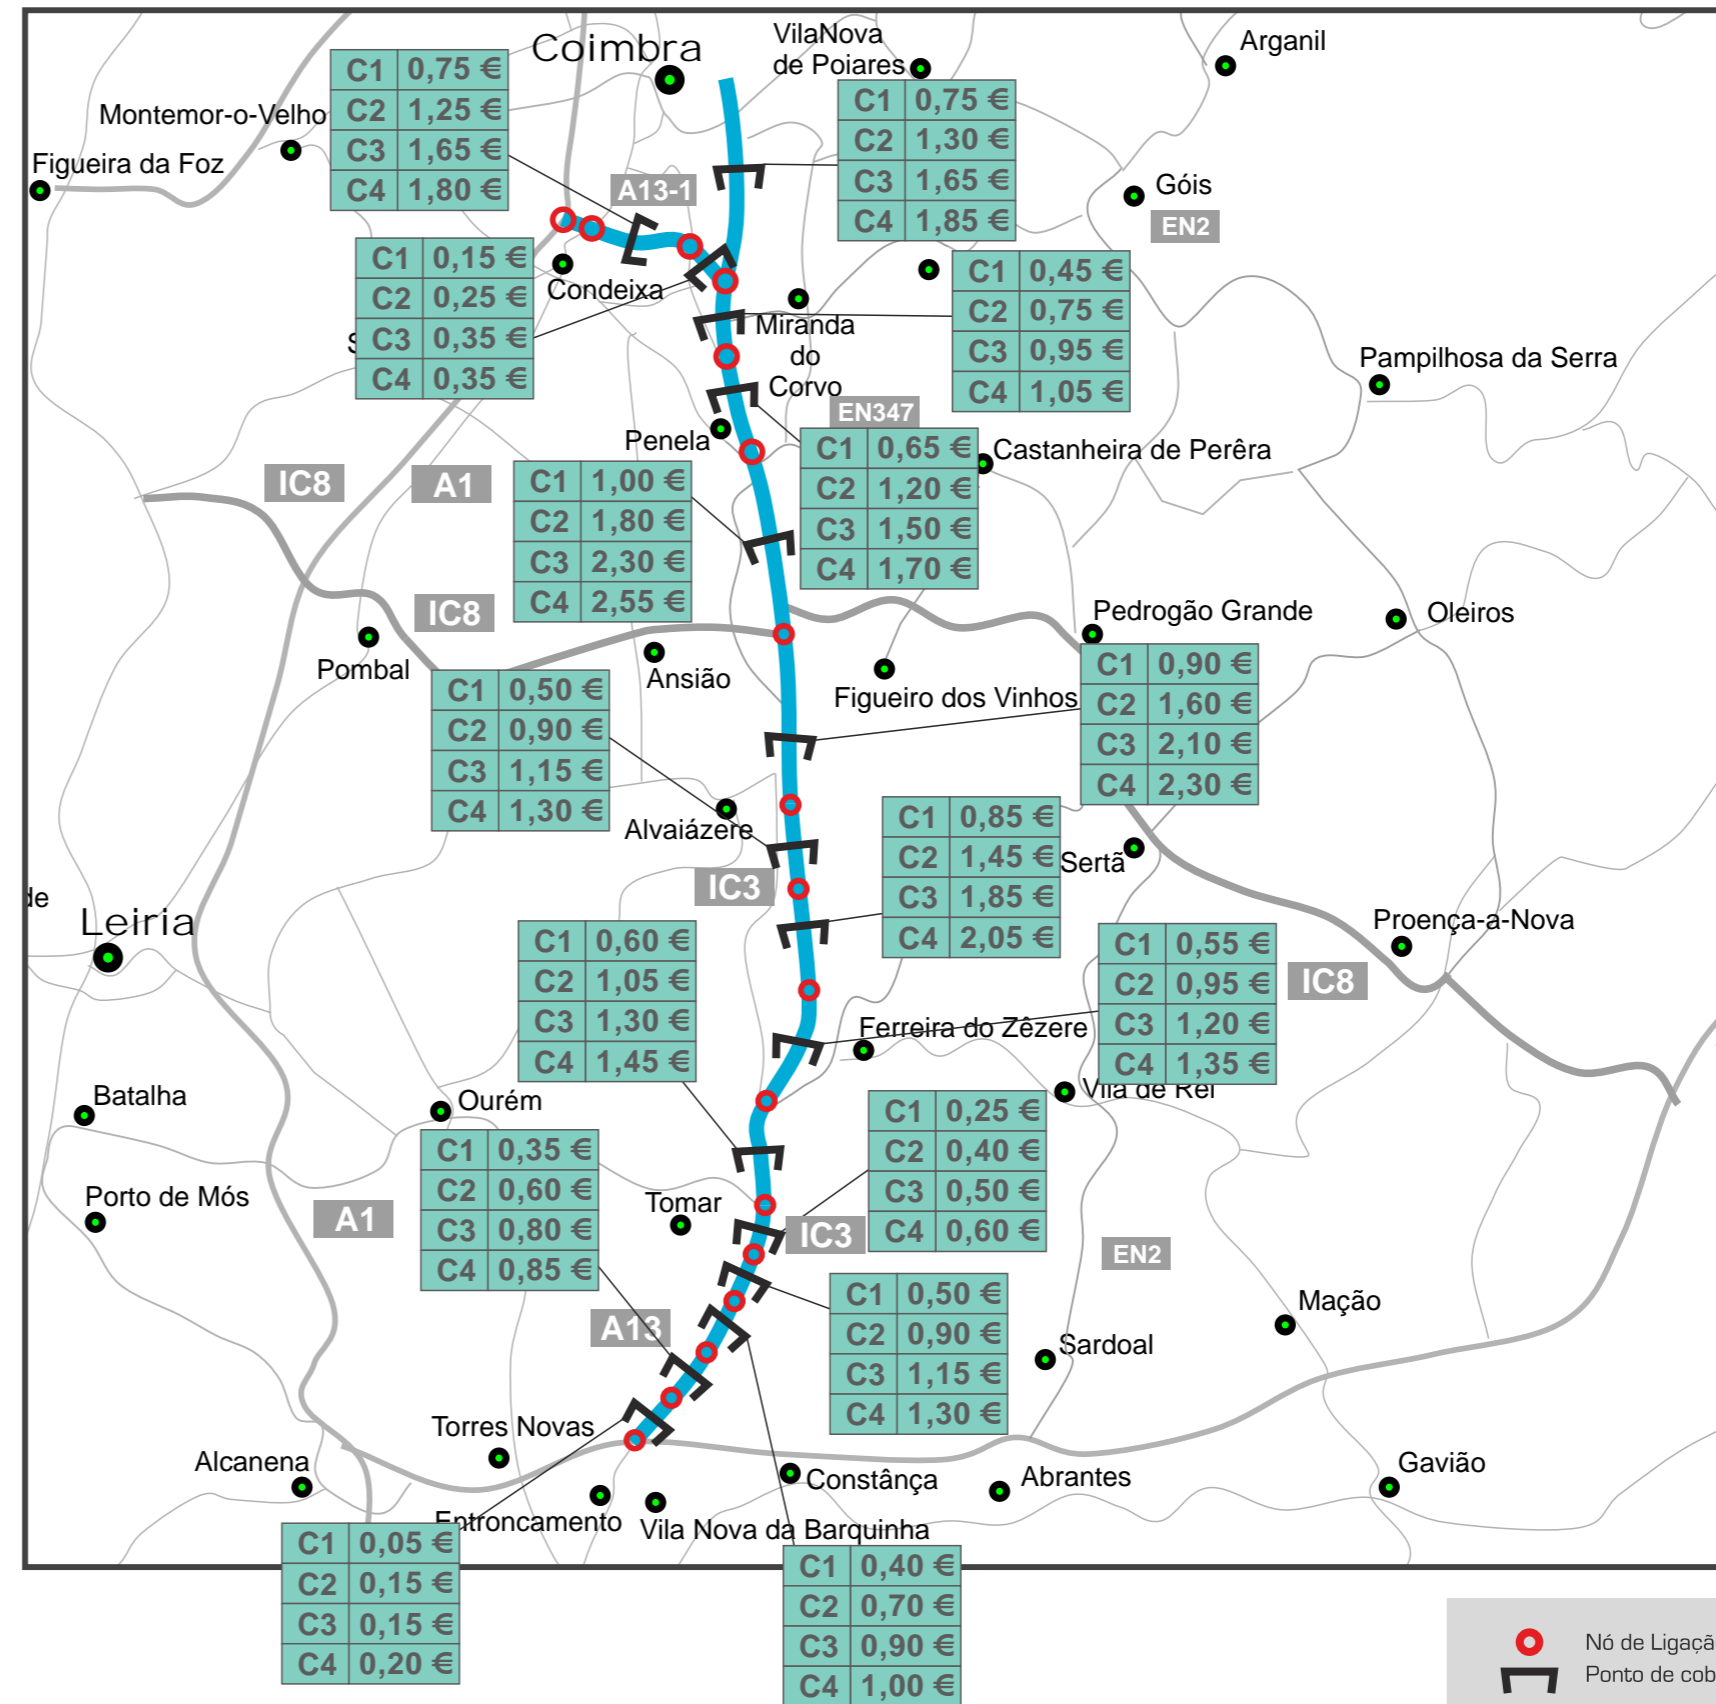 Coimbra
VilaNova
de Poiares
Arganil
Montemor-o-Velho
Figueira da Foz
C1 0,75 €
C2 1,25 €
C3 1,65 €
C4 1,80 €
C1 0,75 €
C2 1,30 €
C3 1,65 €
C4 1,85 €
A13-1
Góis
EN2
C1 0,15 €
C2 0,25 €
C3 0,35 €
C4 0,35 €
Condeixa
C1 0,45 €
C2 0,75 €
C3 0,95 €
C4 1,05 €
Miranda
do
Corvo
Pampilhosa da Serra
EN347
Penela
C1 0,65 €
C2 1,20 €
C3 1,50 €
C4 1,70 €
Castanheira de Perêra
IC8
A1
C1 1,00 €
C2 1,80 €
C3 2,30 €
C4 2,55 €
IC8
Pombal
Ansião
Figueiro dos Vinhos
Pedrogão Grande
Oleiros
C1 0,90 €
C2 1,60 €
C3 2,10 €
C4 2,30 €
C1 0,50 €
C2 0,90 €
C3 1,15 €
C4 1,30 €
Alvaiázere
IC3
C1 0,85 €
C2 1,45 €
C3 1,85 €
C4 2,05 €
Sertã
de
Leiria
Proença-a-Nova
IC8
C1 0,60 €
C2 1,05 €
C3 1,30 €
C4 1,45 €
C1 0,55 €
C2 0,95 €
C3 1,20 €
C4 1,35 €
Ferreira do Zêzere
Vila de Rei
Batalha
Ourém
C1 0,35 €
C2 0,60 €
C3 0,80 €
C4 0,85 €
C1 0,25 €
C2 0,40 €
C3 0,50 €
C4 0,60 €
Porto de Mós
A1
Tomar
IC3
EN2
C1 0,50 €
C2 0,90 €
C3 1,15 €
C4 1,30 €
A13
Mação
Sardoal
Torres Novas
Alcanena
Constânça
Abrantes
Gavião
Entroncamento
Vila Nova da Barquinha
C1 0,05 €
C2 0,15 €
C3 0,15 €
C4 0,20 €
C1 0,40 €
C2 0,70 €
C3 0,90 €
C4 1,00 €
Nó de Ligaçã
Ponto de cob